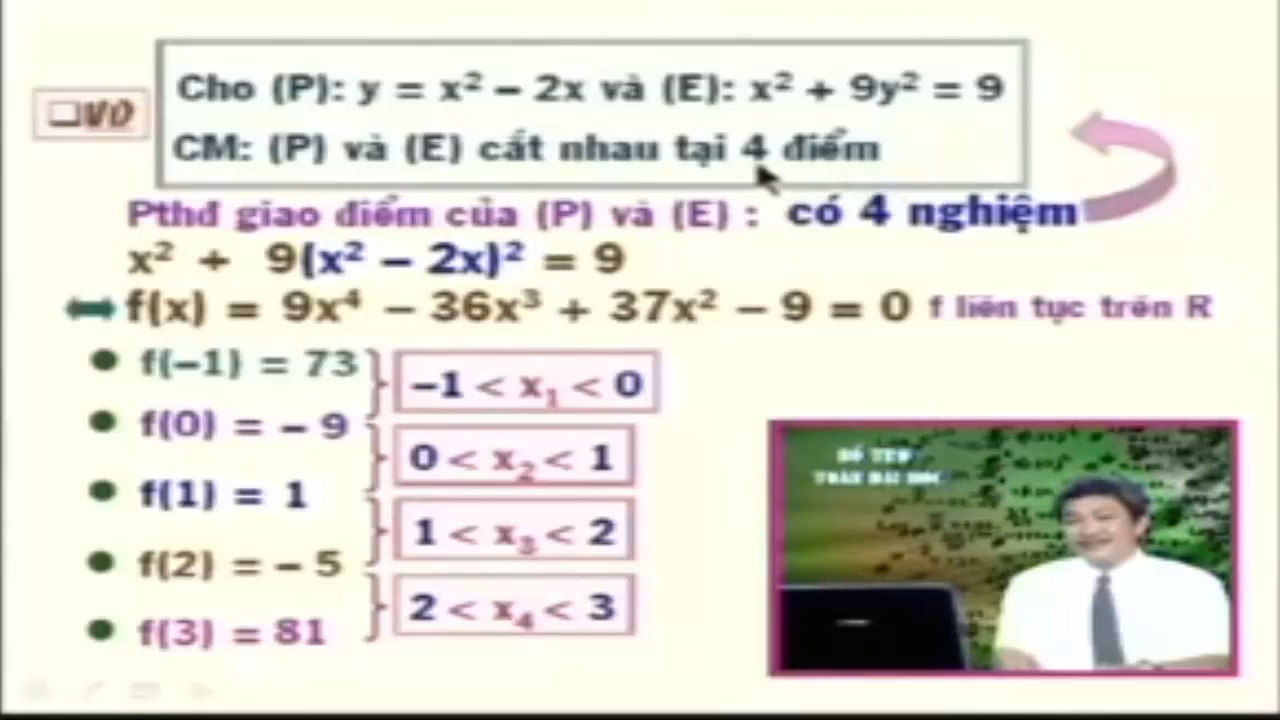 ❑VD
Cho (P): y = x² – 2x và (E): x² + 9y² = 9
CM: (P) và (E) cắt nhau tại 4 điểm
Pthđ giao điểm của (P) và (E) : có 4 nghiệm
x² + 9(x² – 2x)² = 9
⬌ f(x) = 9x⁴ – 36x³ + 37x² – 9 = 0 f liên tục trên R
• f(–1) = 73
–1 < x₁ < 0
• f(0) = – 9
0 < x₂ < 1
• f(1) = 1
1 < x₃ < 2
• f(2) = – 5
2 < x₄ < 3
• f(3) = 81